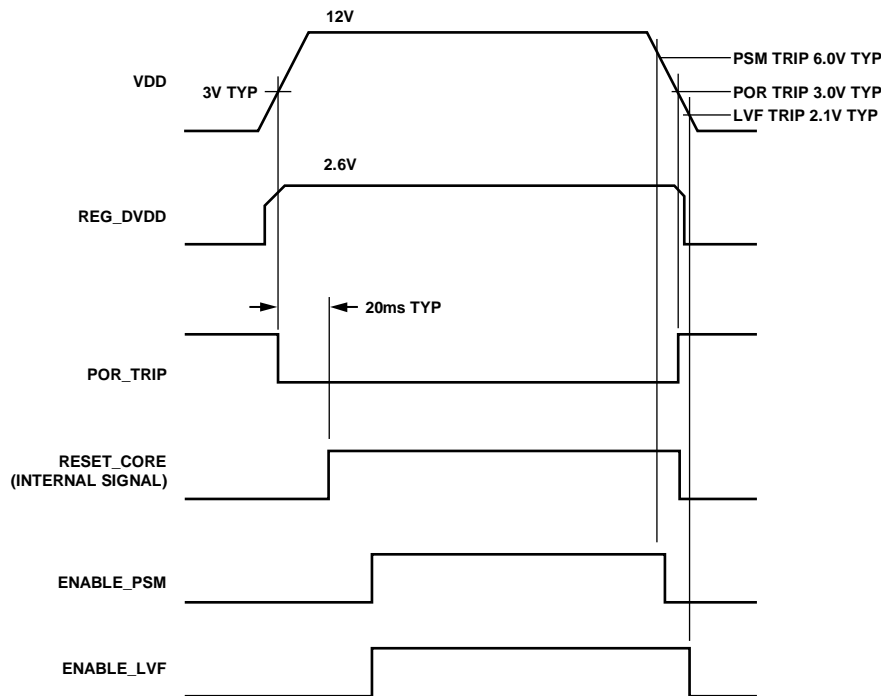 12V
VDD
3V TYP
PSM TRIP 6.0V TYP
POR TRIP 3.0V TYP
LVF TRIP 2.1V TYP
2.6V
REG_DVDD
20ms TYP
POR_TRIP
RESET_CORE
(INTERNAL SIGNAL)
ENABLE_PSM
ENABLE_LVF